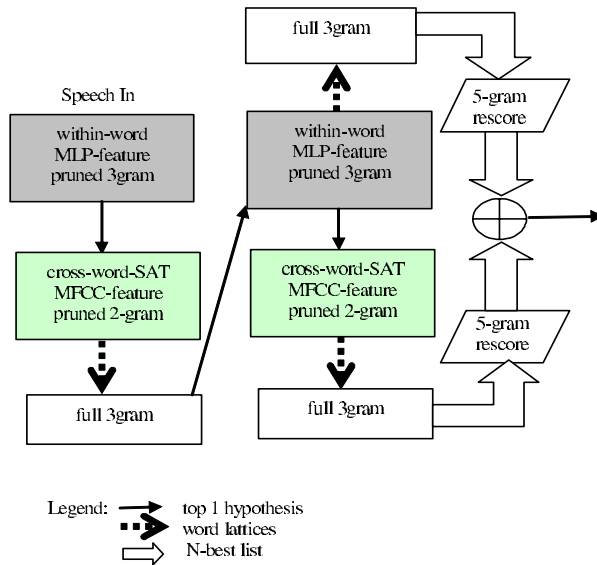 Speech In
within-word
MLP-feature
pruned 3gram
cross-word-SAT
MFCC-feature
pruned 2-gram
full 3gram
full 3gram
within-word
MLP-feature
pruned 3gram
cross-word-SAT
MFCC-feature
pruned 2-gram
full 3gram
5-gram
rescore
5-gram
rescore
Legend:
top 1 hypothesis
word lattices
N-best list